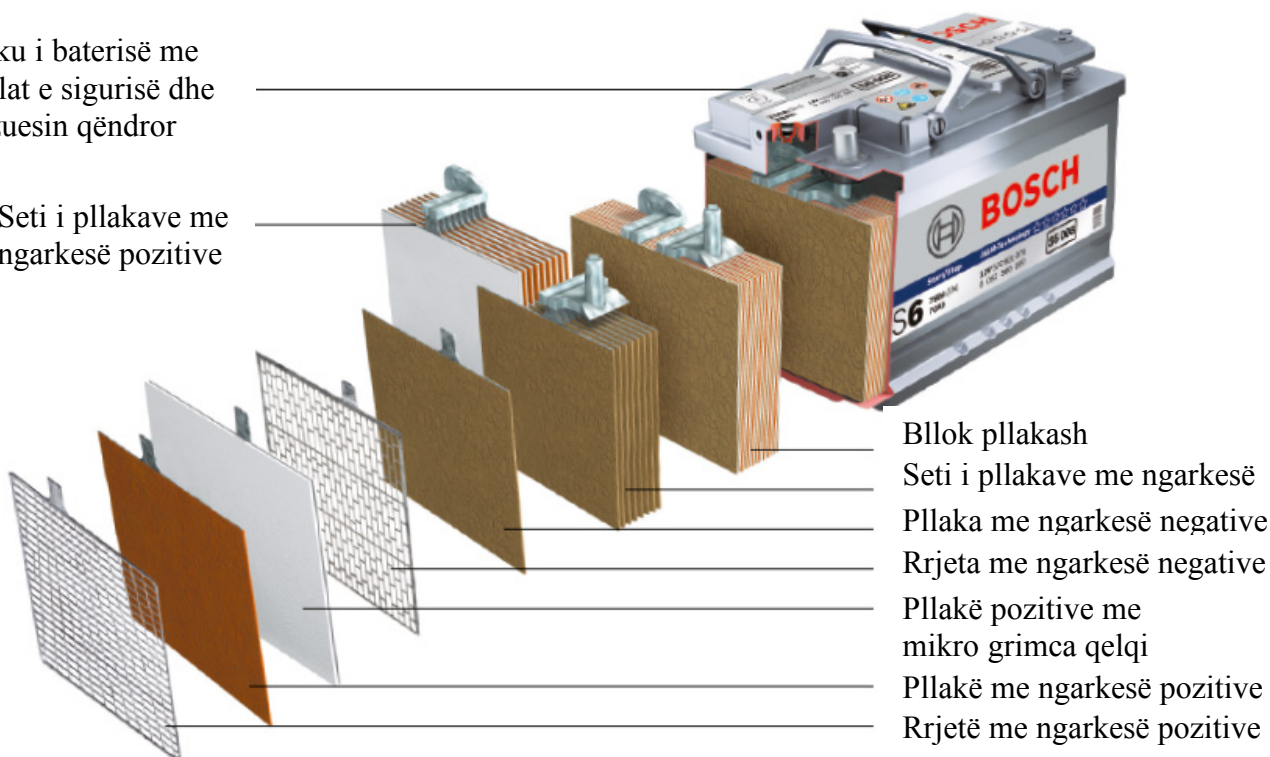 ku i baterisë me
lat e sigurisë dhe
uesin qëndror
Seti i pllakave me
ngarkesë pozitive
BOSCH
BOSCH
S6
Bllok pllakash
Seti i pllakave me ngarkesë
Pllaka me ngarkesë negative
Rrjeta me ngarkesë negative
Pllakë pozitive me
mikro grimca qelqi
Pllakë me ngarkesë pozitive
Rrjetë me ngarkesë pozitive